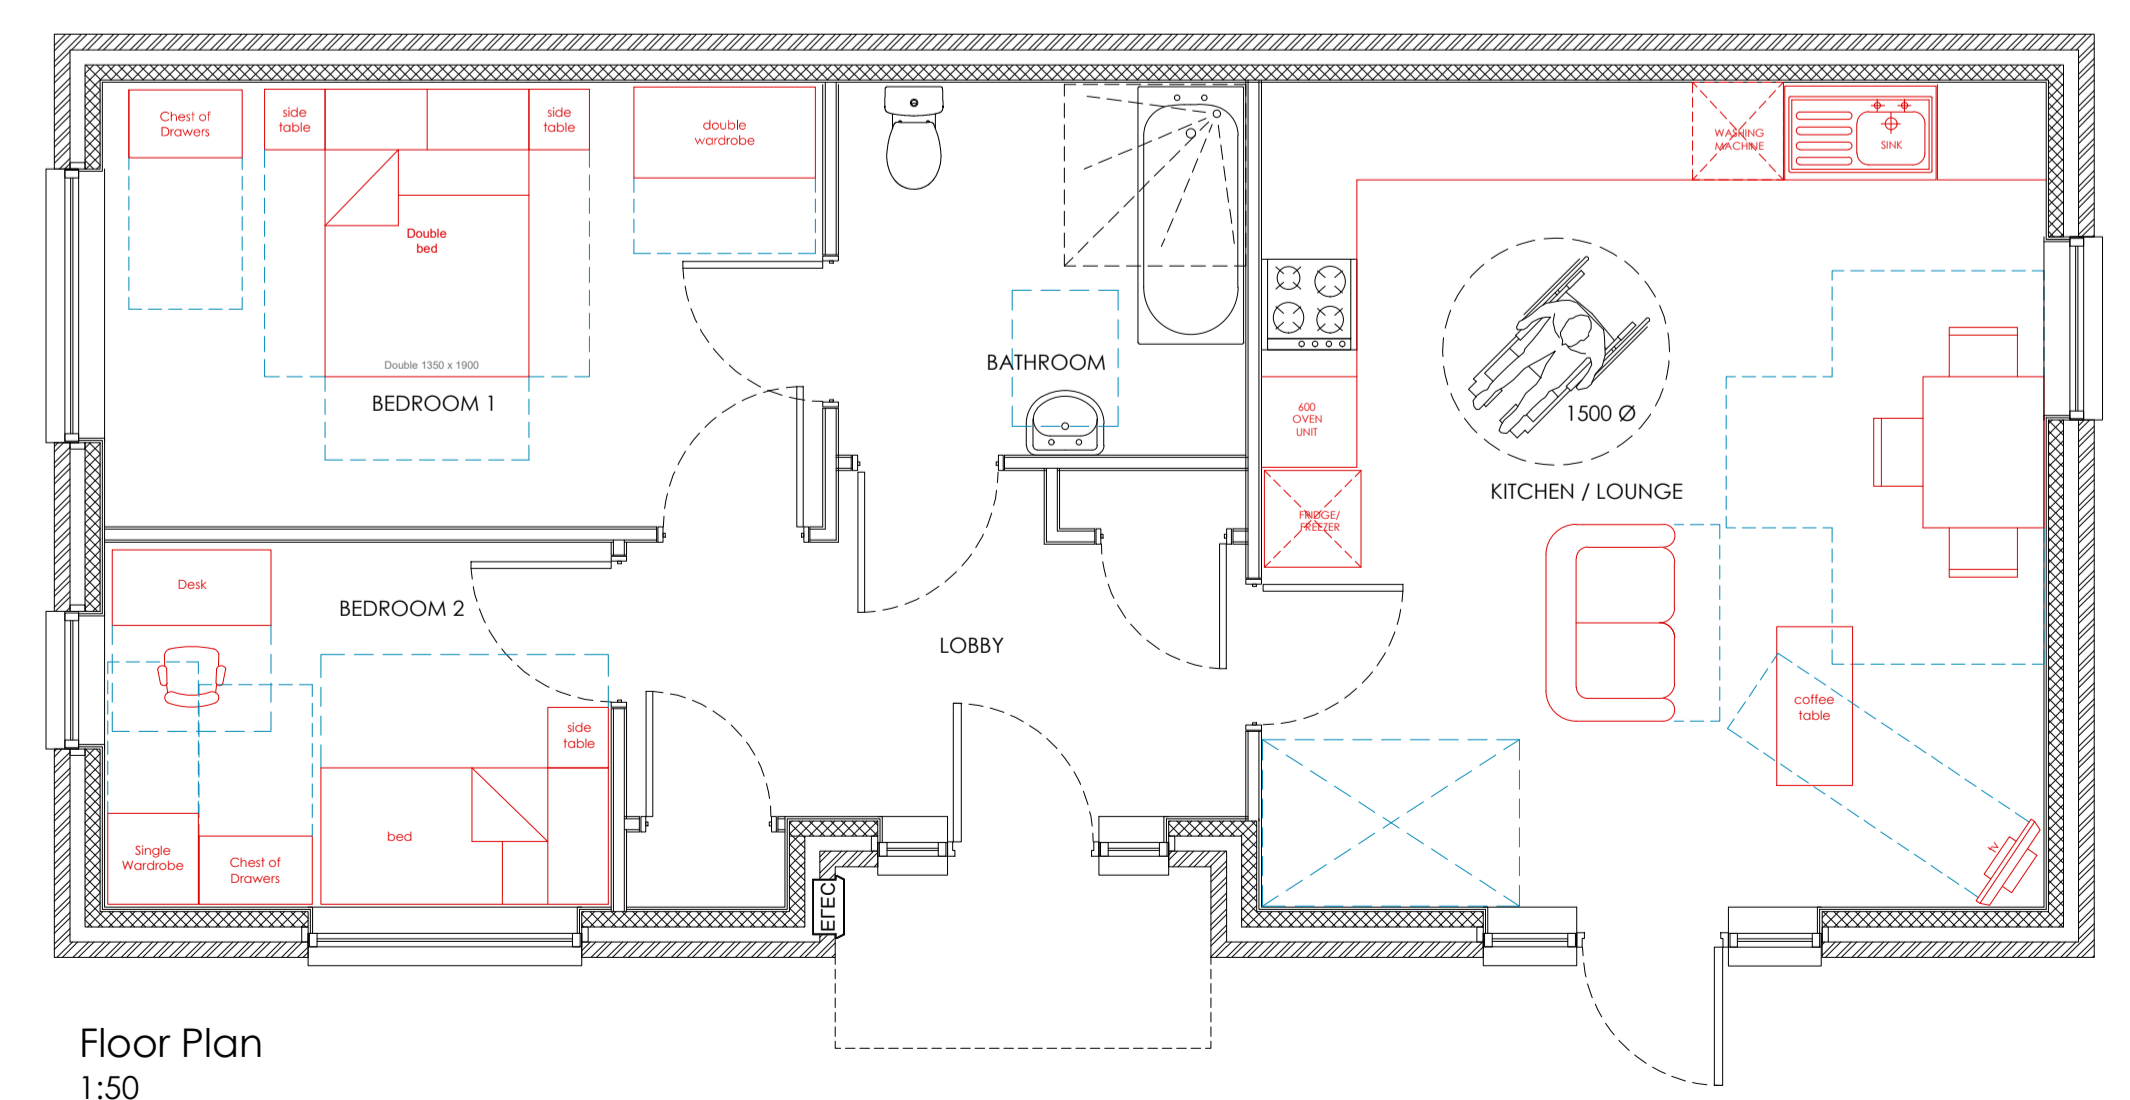 Chest of
Drawers
side
table
side
table
double
wardrobe
Double
bed
Double 1350 x 1900
BEDROOM 1
BATHROOM
WASHING
MACHINE
SINK
600
OVEN
UNIT
FRIDGE/
FREEZER
1500 Ø
KITCHEN / LOUNGE
Desk
BEDROOM 2
LOBBY
side
table
bed
Single
Wardrobe
Chest of
Drawers
coffee
table
tv
ELEC
Floor Plan
1:50